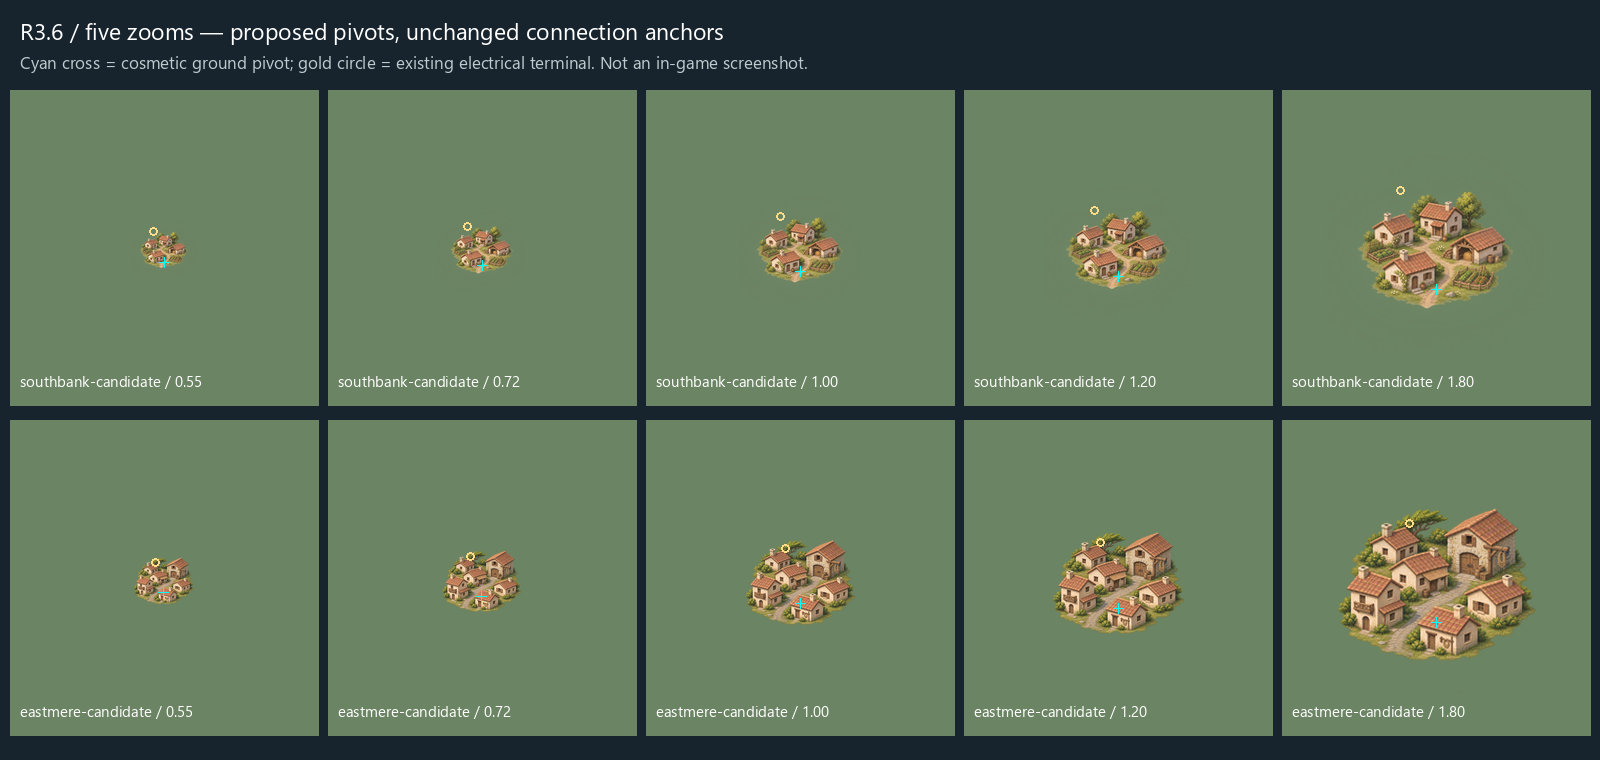 R3.6 / five zooms — proposed pivots, unchanged connection anchors
Cyan cross = cosmetic ground pivot; gold circle = existing electrical terminal. Not an in-game screenshot.
southbank-candidate / 0.55
southbank-candidate / 0.72
southbank-candidate / 1.00
southbank-candidate / 1.20
southbank-candidate / 1.80
eastmere-candidate / 0.55
eastmere-candidate / 0.72
eastmere-candidate / 1.00
eastmere-candidate / 1.20
eastmere-candidate / 1.80